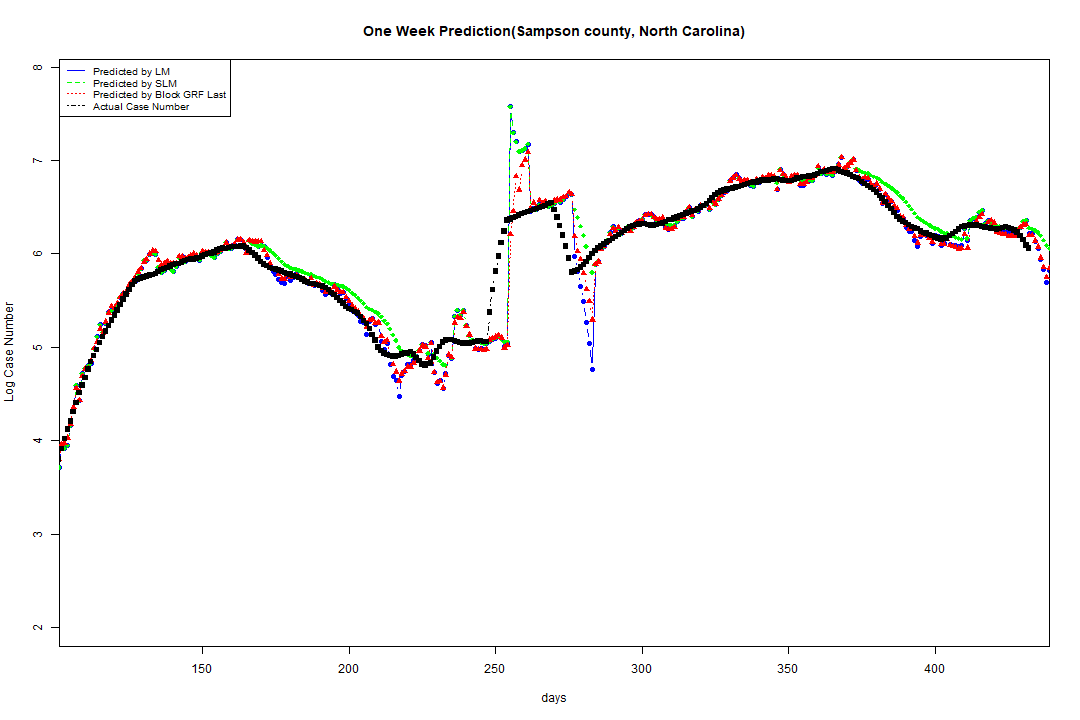 One Week Prediction(Sampson county, North Carolina)
Predicted by LM
Predicted by SLM
Predicted by Block GRF Last
Actual Case Number
8
7
6
5
4
3
2
Log Case Number
150 200 250 300 350 400
days